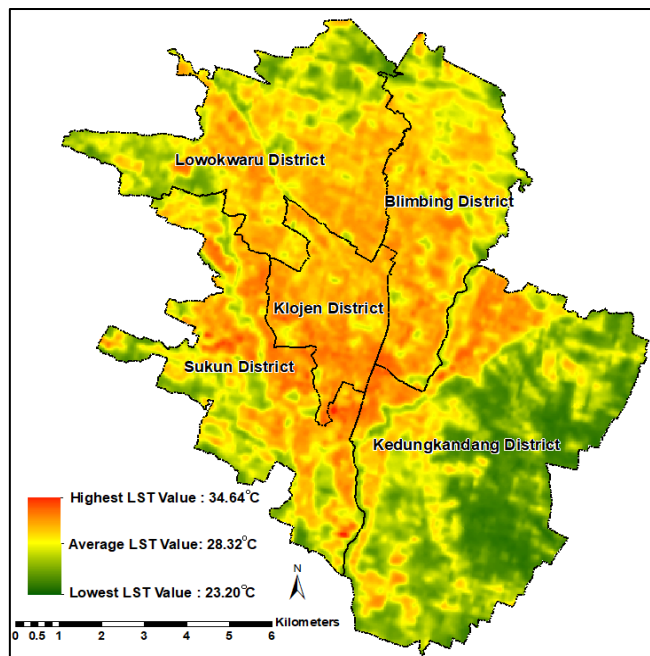 Lowokwaru District
Blimbing District
Klojen District
Sukun District
Kedungkandang District
Highest LST Value : 34.64°C
Average LST Value: 28.32°C
Lowest LST Value : 23.20°C
N
Kilometers
0 0.5 1 2 3 4 5 6